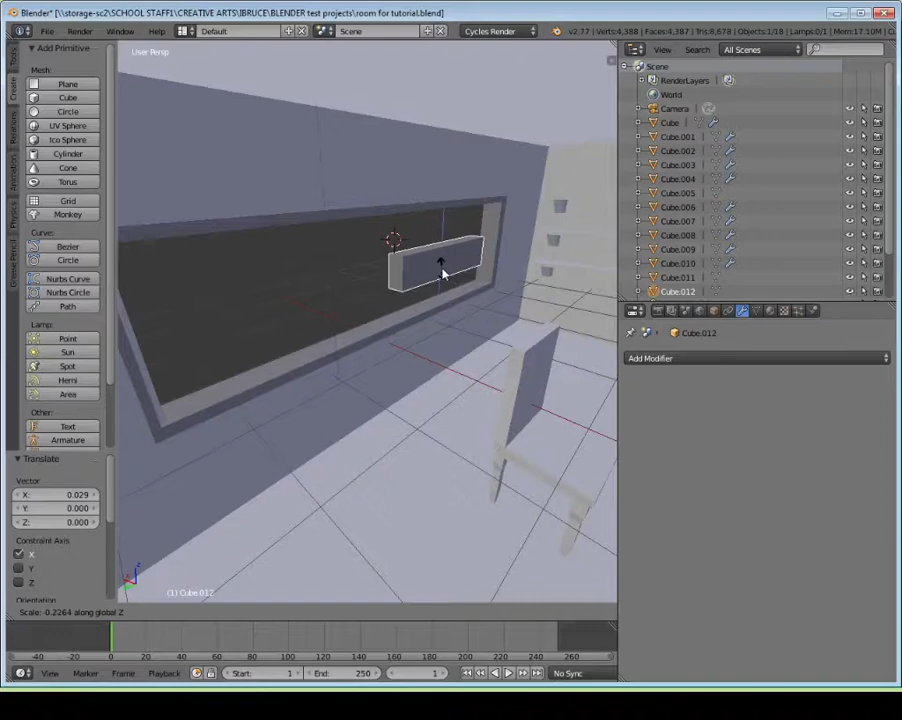 Blender* [\\storage-sc2\SCHOOL STAFF1\CREATIVE ARTS\IBRUCE\BLENDER test projects\room for tutorial.blend]
File Render Window Help Default Scene Cycles Render v2.77 | Verts:4,388 | Faces:4,387 | Tris:8,678 | Objects:1/18 | Lamps:0/1 | Mem:17.10M
Add Primitive
Mesh:
Plane
Cube
Circle
UV Sphere
Ico Sphere
Cylinder
Cone
Torus
Grid
Monkey
Curve:
Bezier
Circle
Nurbs Curve
Nurbs Circle
Path
Lamp:
Point
Sun
Spot
Hemi
Area
Other:
Text
Armature
Translate
Vector
X: 0.029
Y: 0.000
Z: 0.000
Constraint Axis
X
Y
Z
Orientation
Tools
Create
Relations
Animation
Physics
Grease Pencil
User Persp
(1) Cube.012
Scale: -0.2264 along global Z
View Search All Scenes
Scene
RenderLayers
World
Camera
Cube
Cube.001
Cube.002
Cube.003
Cube.004
Cube.005
Cube.006
Cube.007
Cube.008
Cube.009
Cube.010
Cube.011
Cube.012
Cube.012
Add Modifier
-40 -20 0 20 40 60 80 100 120 140 160 180 200 220 240 260
View Marker Frame Playback Start: 1 End: 250 1 No Sync